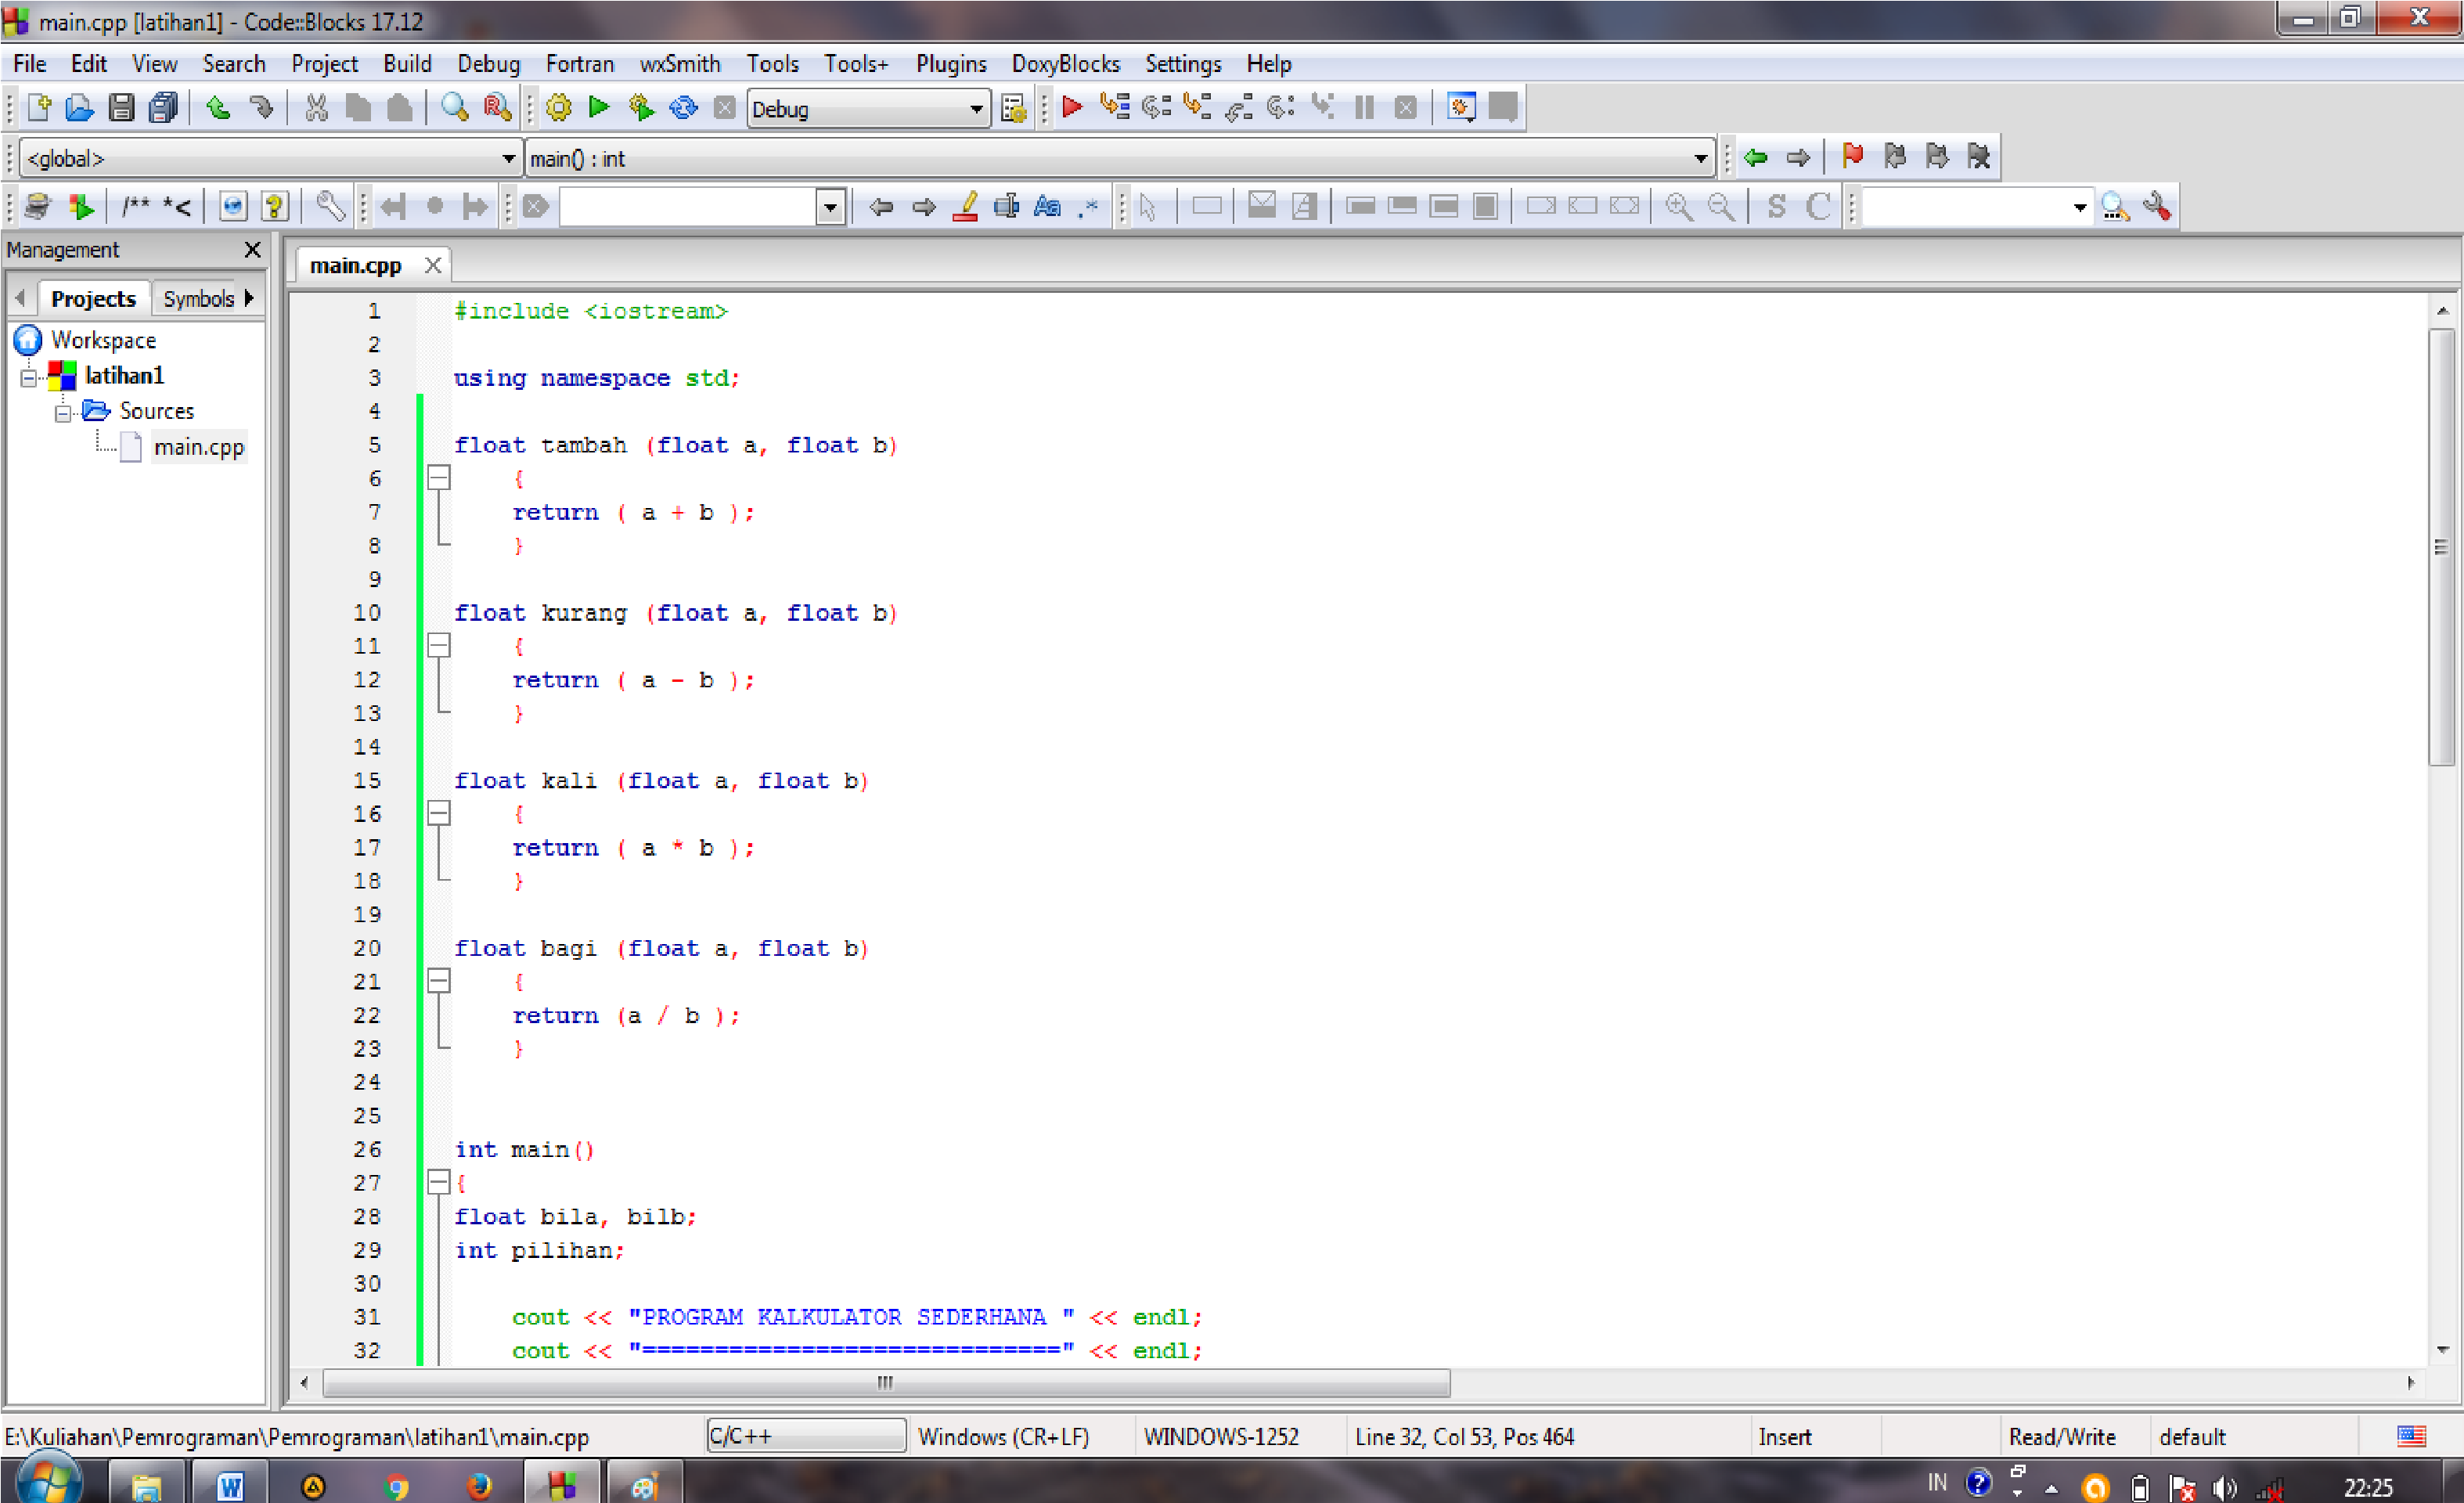 main.cpp [latihan1] - Code::Blocks 17.12
File Edit View Search Project Build Debug Fortran wxSmith Tools Tools+ Plugins DoxyBlocks Settings Help
Debug
<global> main() : int
/** *<
Aa .*
S C
Management
main.cpp
Projects Symbols
Workspace
latihan1
Sources
main.cpp
1 #include <iostream>
2
3 using namespace std;
4
5 float tambah (float a, float b)
6 {
7 return ( a + b );
8 }
9
10 float kurang (float a, float b)
11 {
12 return ( a - b );
13 }
14
15 float kali (float a, float b)
16 {
17 return ( a * b );
18 }
19
20 float bagi (float a, float b)
21 {
22 return (a / b );
23 }
24
25
26 int main()
27 {
28 float bila, bilb;
29 int pilihan;
30
31 cout << "PROGRAM KALKULATOR SEDERHANA " << endl;
32 cout << "=============================" << endl;
E:\Kuliahan\Pemrograman\Pemrograman\latihan1\main.cpp C/C++ Windows (CR+LF) WINDOWS-1252 Line 32, Col 53, Pos 464 Insert Read/Write default
IN 22:25